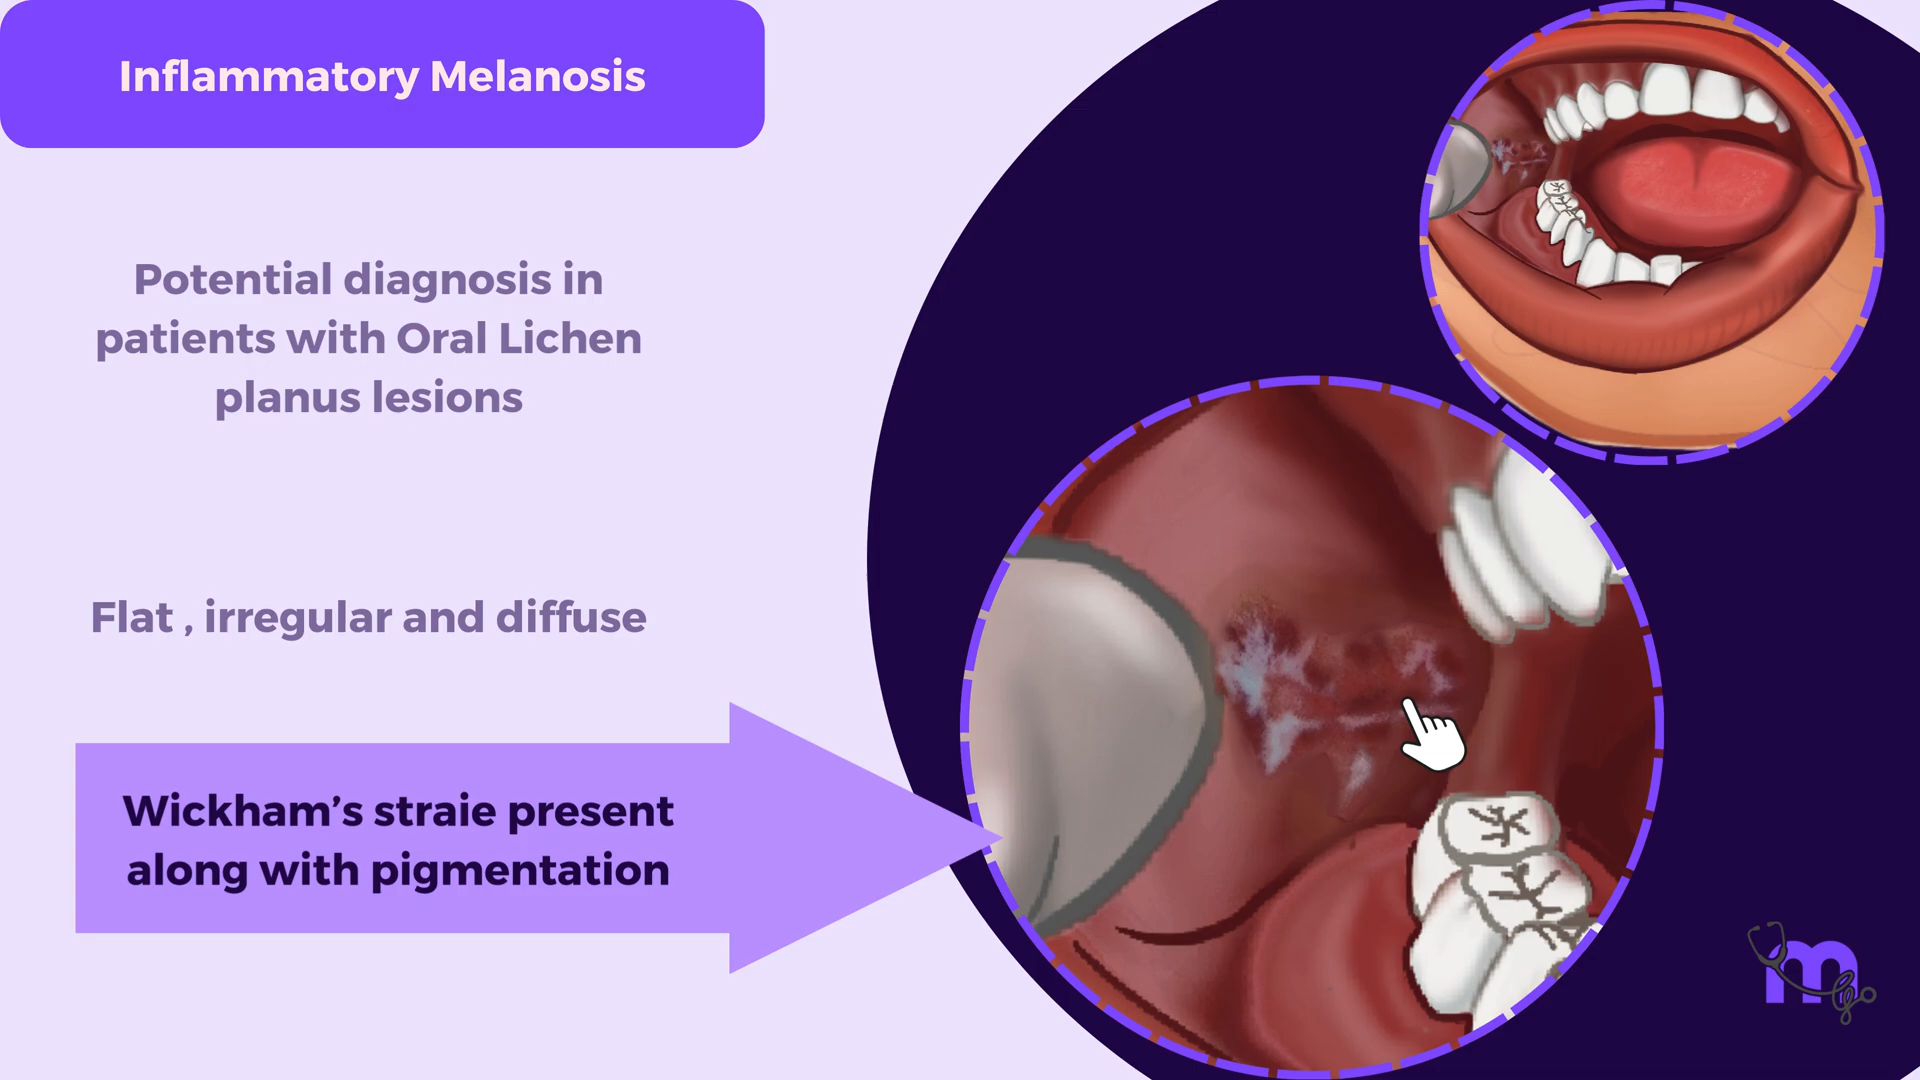 Inflammatory Melanosis
Potential diagnosis in
patients with Oral Lichen
planus lesions
Flat , irregular and diffuse
Wickham’s straie present
along with pigmentation
m
go